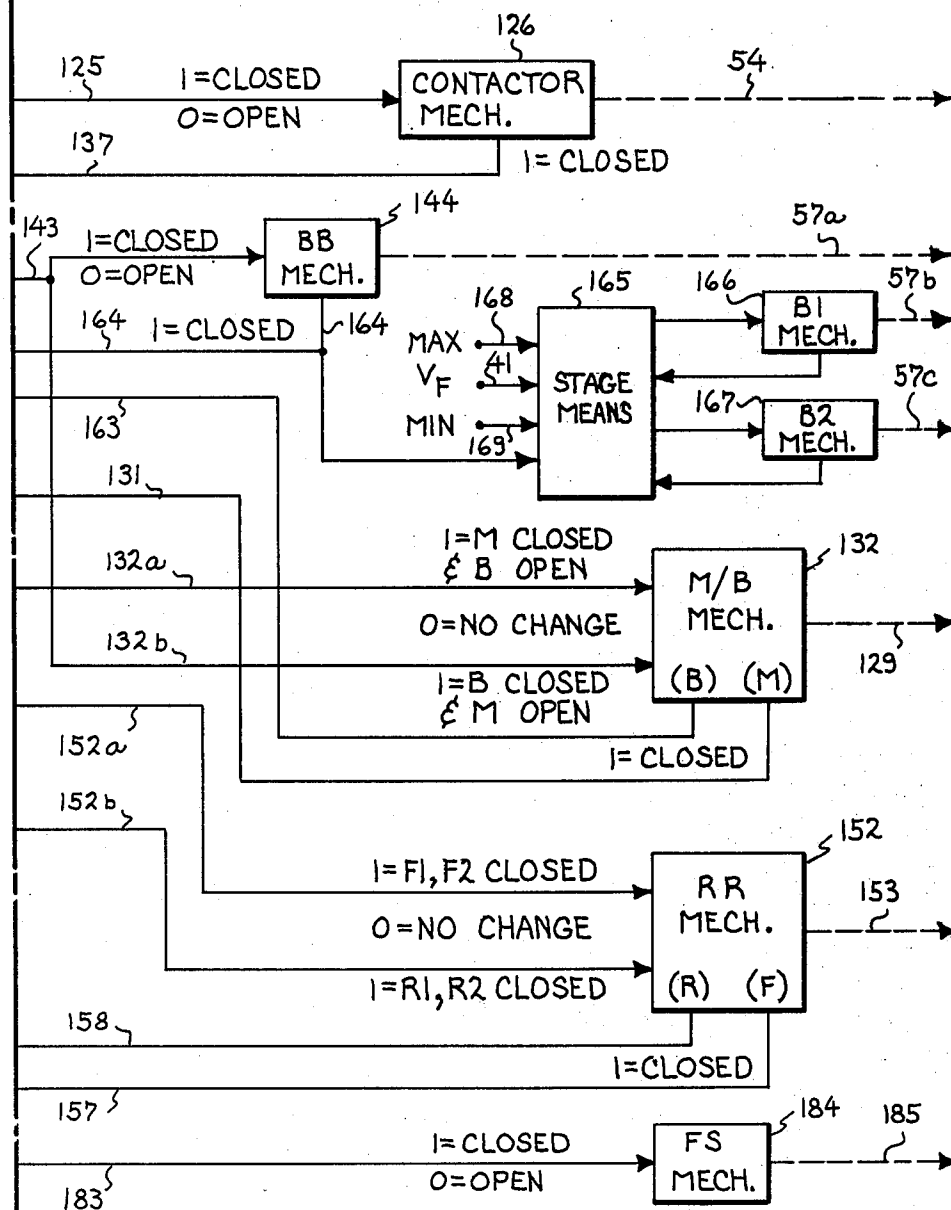 126
125
1=CLOSED
0=OPEN
CONTACTOR
MECH.
54
137
1=CLOSED
143
1=CLOSED
0=OPEN
BB
MECH.
144
57a
164
1=CLOSED
164
168
165
166
B1
MECH.
57b
MAX
VF
41
MIN
169
STAGE
MEANS
167
B2
MECH.
57c
163
131
132a
1=M CLOSED
& B OPEN
0=NO CHANGE
132
M/B
MECH.
(B) (M)
129
132b
1=B CLOSED
& M OPEN
1=CLOSED
152a
152b
1=F1, F2 CLOSED
0=NO CHANGE
1=R1, R2 CLOSED
152
RR
MECH.
(R) (F)
153
158
1=CLOSED
157
183
1=CLOSED
0=OPEN
FS
MECH.
184
185